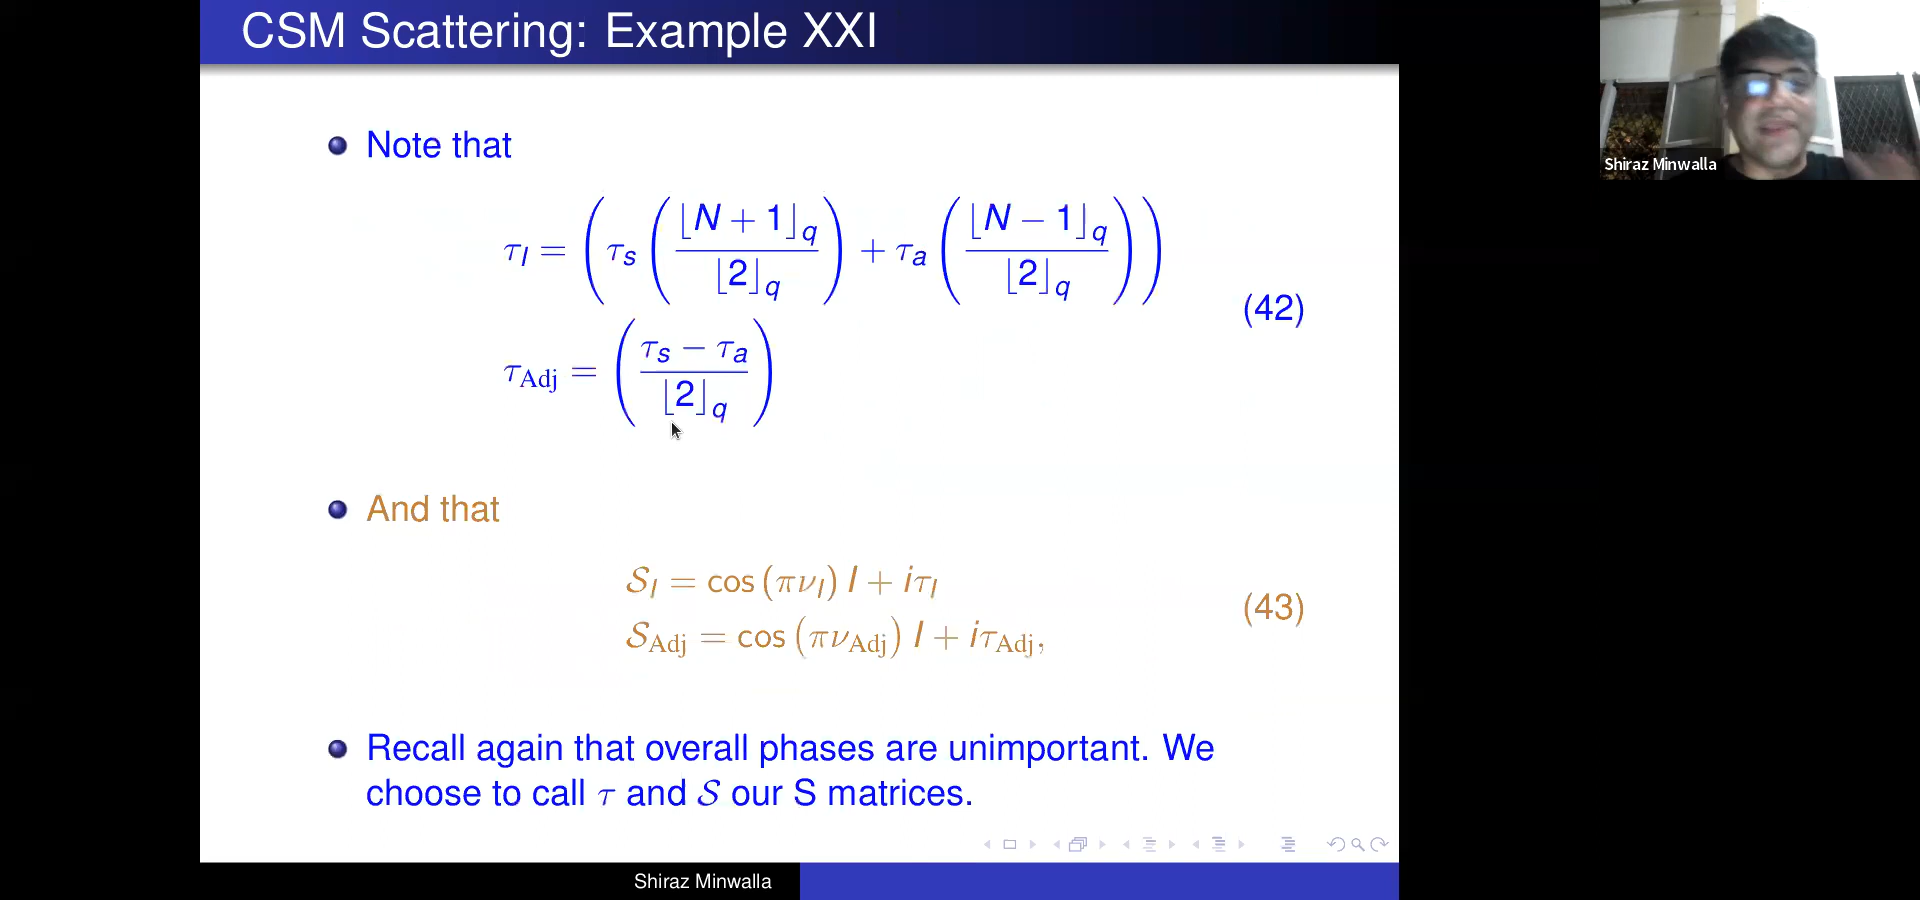 CSM Scattering: Example XXI
Shiraz Minwalla
Note that
τ_I = (τ_s (⌊N + 1⌋_q / ⌊2⌋_q) + τ_a (⌊N − 1⌋_q / ⌊2⌋_q))
(42)
τ_Adj = ((τ_s − τ_a) / ⌊2⌋_q)
And that
𝒮_I = cos (πν_I) I + iτ_I
(43)
𝒮_Adj = cos (πν_Adj) I + iτ_Adj,
Recall again that overall phases are unimportant. We
choose to call τ and 𝒮 our S matrices.
Shiraz Minwalla